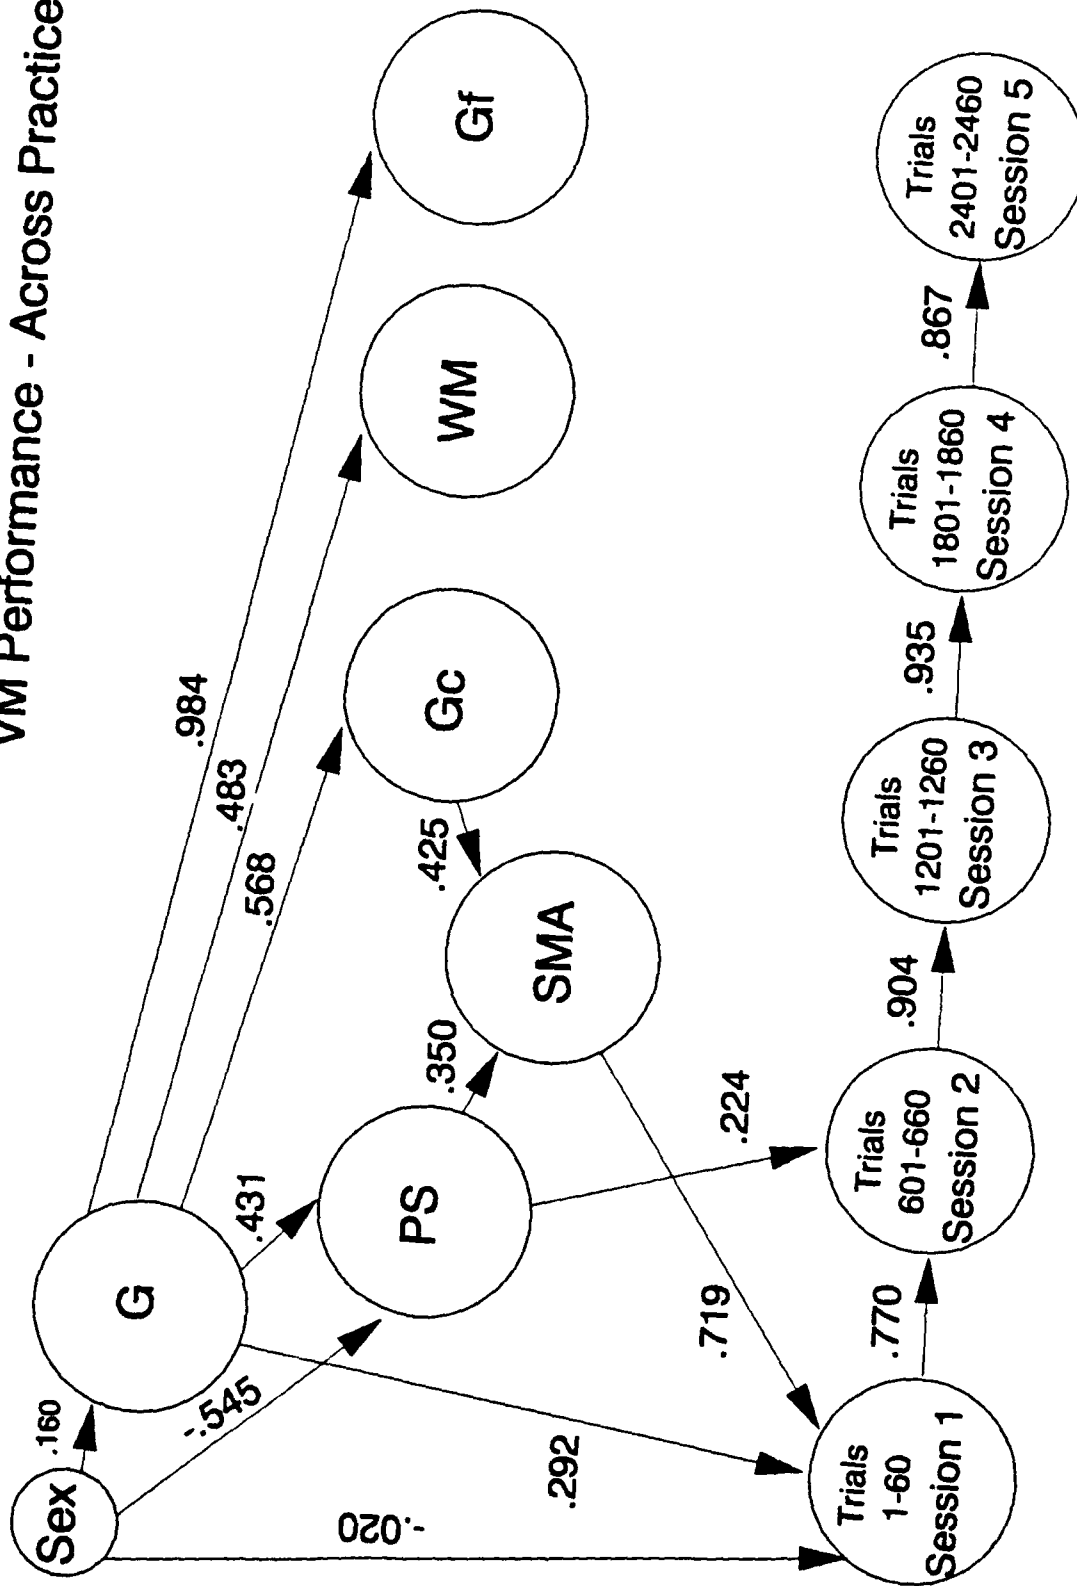 VM Performance - Across Practice
Sex
.160
G
-.545
-.020
.292
.431
.568
.483
.984
PS
.350
SMA
.425
Gc
WM
Gf
.719
.224
Trials
1-60
Session 1
.770
Trials
601-660
Session 2
.904
Trials
1201-1260
Session 3
.935
Trials
1801-1860
Session 4
.867
Trials
2401-2460
Session 5